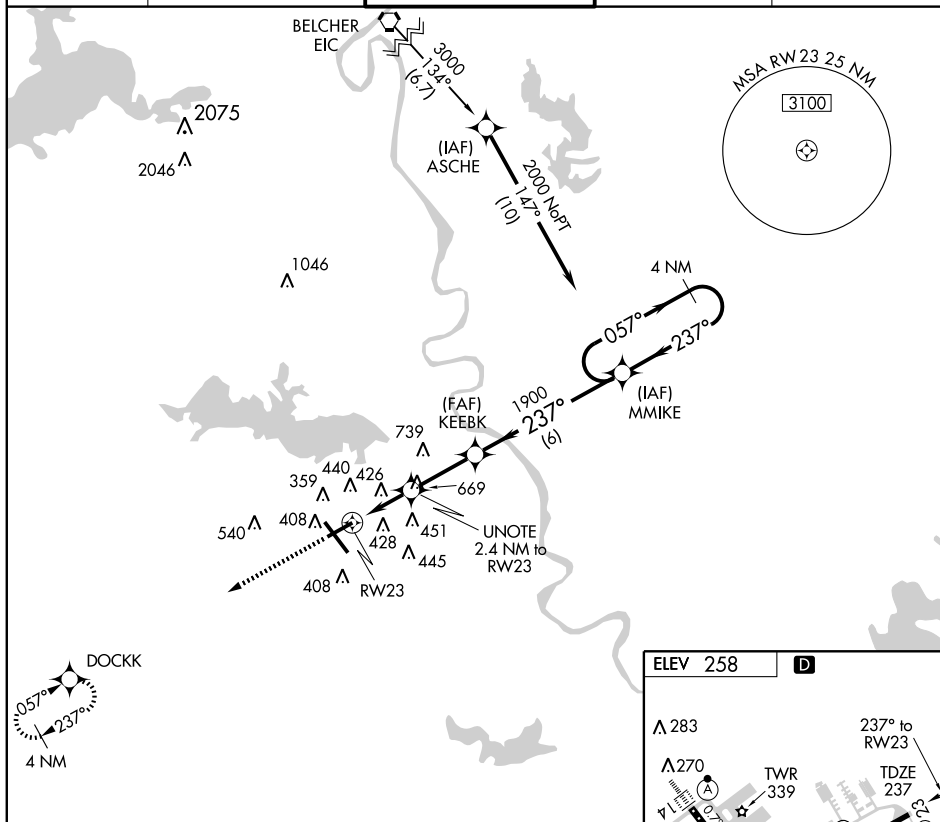 BELCHER
EIC
3000
134°
(6.7)
MSA RW23 25 NM
3100
2075
2046
(IAF)
ASCHE
2000 NoPT
147°
(10)
1046
4 NM
057°
237°
(IAF)
MMIKE
1900
237°
(6)
(FAF)
KEEBK
739
440
426
359
669
540
408
428
451
445
UNOTE
2.4 NM to
RW23
408
RW23
DOCKK
057°
237°
4 NM
ELEV 258
D
283
270
A
TWR
339
237° to
RW23
TDZE
237
14
23